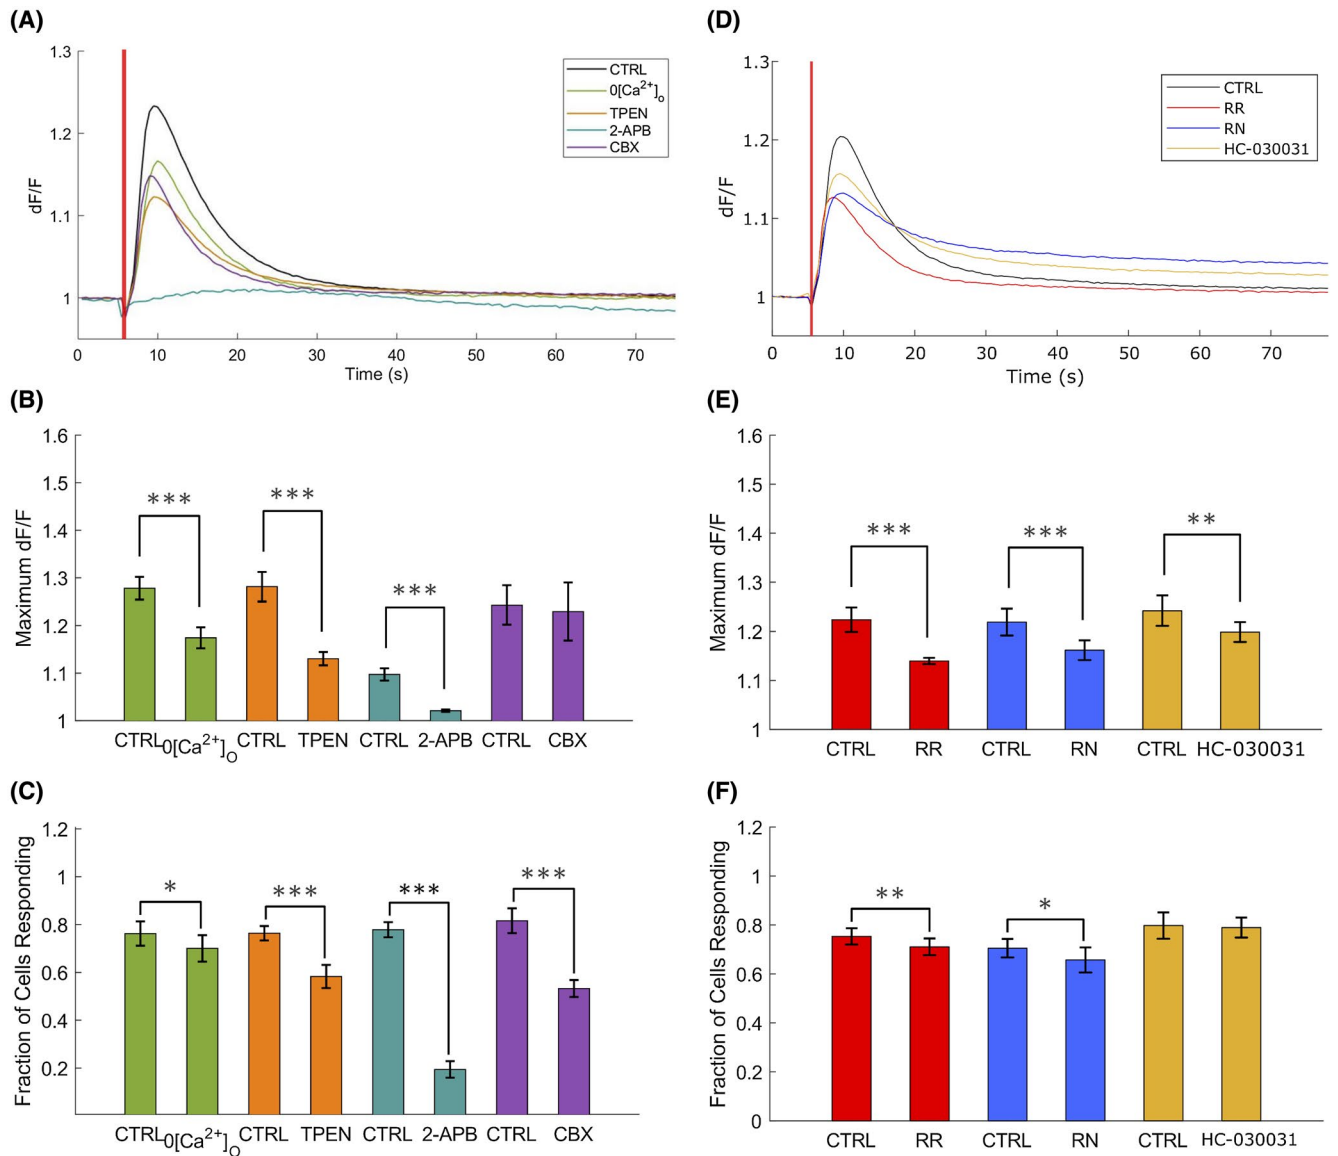 (A)
dF/F
1.3
1.2
1.1
1
0 10 20 30 40 50 60 70
Time (s)
CTRL
0[Ca²⁺]ₒ
TPEN
2-APB
CBX
(D)
dF/F
1.3
1.2
1.1
1
0 10 20 30 40 50 60 70
Time (s)
CTRL
RR
RN
HC-030031
(B)
Maximum dF/F
1.6
1.5
1.4
1.3
1.2
1.1
1
*** *** ***
CTRL 0[Ca²⁺]O CTRL TPEN CTRL 2-APB CTRL CBX
(E)
Maximum dF/F
1.6
1.5
1.4
1.3
1.2
1.1
1
*** *** **
CTRL RR CTRL RN CTRL HC-030031
(C)
Fraction of Cells Responding
1.2
1
0.8
0.6
0.4
0.2
* *** *** ***
CTRL 0[Ca²⁺]O CTRL TPEN CTRL 2-APB CTRL CBX
(F)
Fraction of Cells Responding
1.2
1
0.8
0.6
0.4
0.2
0
** *
CTRL RR CTRL RN CTRL HC-030031